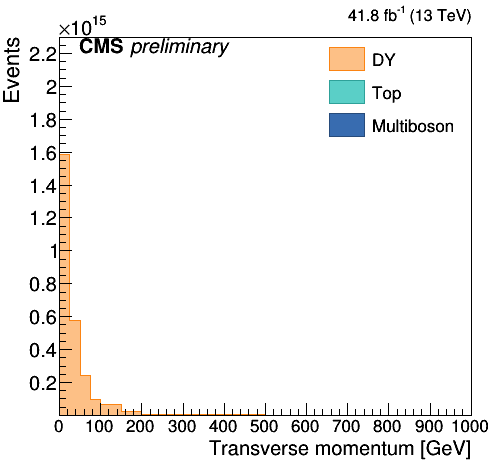 41.8 fb⁻¹ (13 TeV)
×10¹⁵
CMS preliminary
Events
DY
Top
Multiboson
2.2
2
1.8
1.6
1.4
1.2
1
0.8
0.6
0.4
0.2
0 100 200 300 400 500 600 700 800 900 1000
Transverse momentum [GeV]